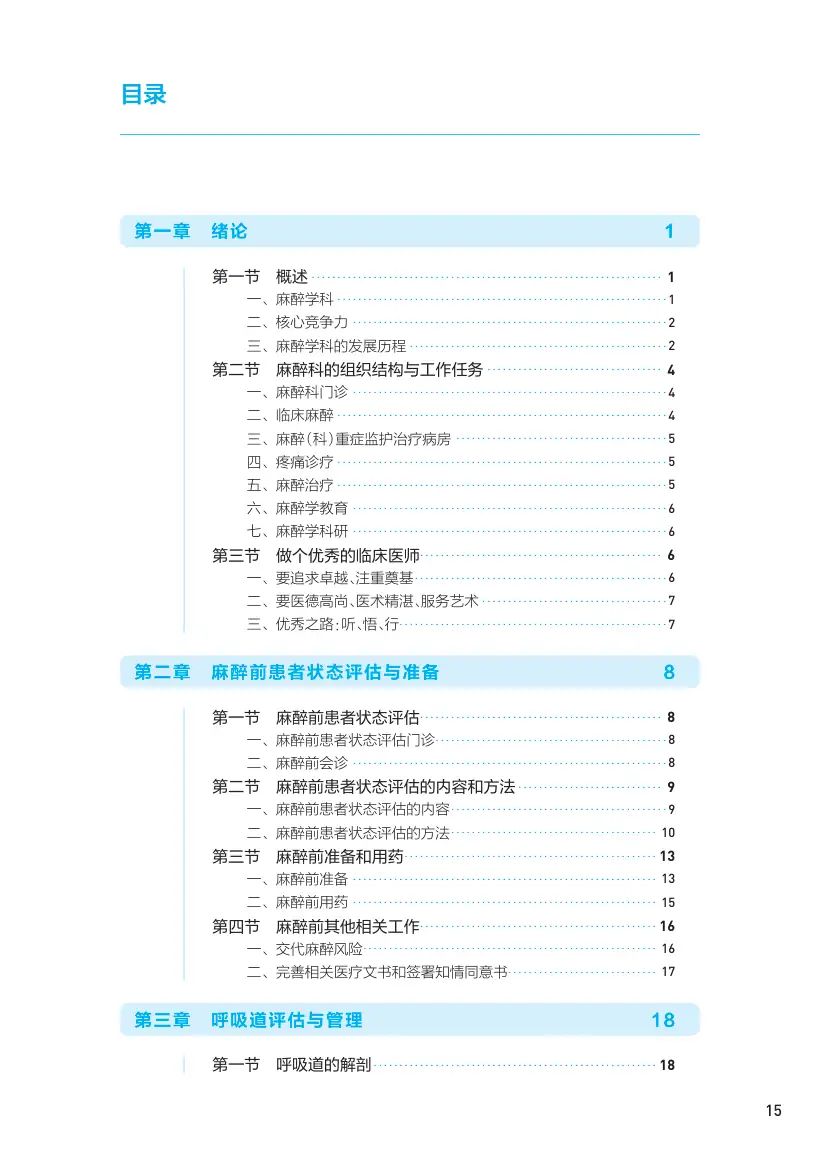 目录
第一章 绪论 1
第一节 概述 1
一、麻醉学科 1
二、核心竞争力 2
三、麻醉学科的发展历程 2
第二节 麻醉科的组织结构与工作任务 4
一、麻醉科门诊 4
二、临床麻醉 4
三、麻醉（科）重症监护治疗病房 5
四、疼痛诊疗 5
五、麻醉治疗 5
六、麻醉学教育 6
七、麻醉学科研 6
第三节 做个优秀的临床医师 6
一、要追求卓越、注重奠基 6
二、要医德高尚、医术精湛、服务艺术 7
三、优秀之路：听、悟、行 7
第二章 麻醉前患者状态评估与准备 8
第一节 麻醉前患者状态评估 8
一、麻醉前患者状态评估门诊 8
二、麻醉前会诊 8
第二节 麻醉前患者状态评估的内容和方法 9
一、麻醉前患者状态评估的内容 9
二、麻醉前患者状态评估的方法 10
第三节 麻醉前准备和用药 13
一、麻醉前准备 13
二、麻醉前用药 15
第四节 麻醉前其他相关工作 16
一、交代麻醉风险 16
二、完善相关医疗文书和签署知情同意书 17
第三章 呼吸道评估与管理 18
第一节 呼吸道的解剖 18
15